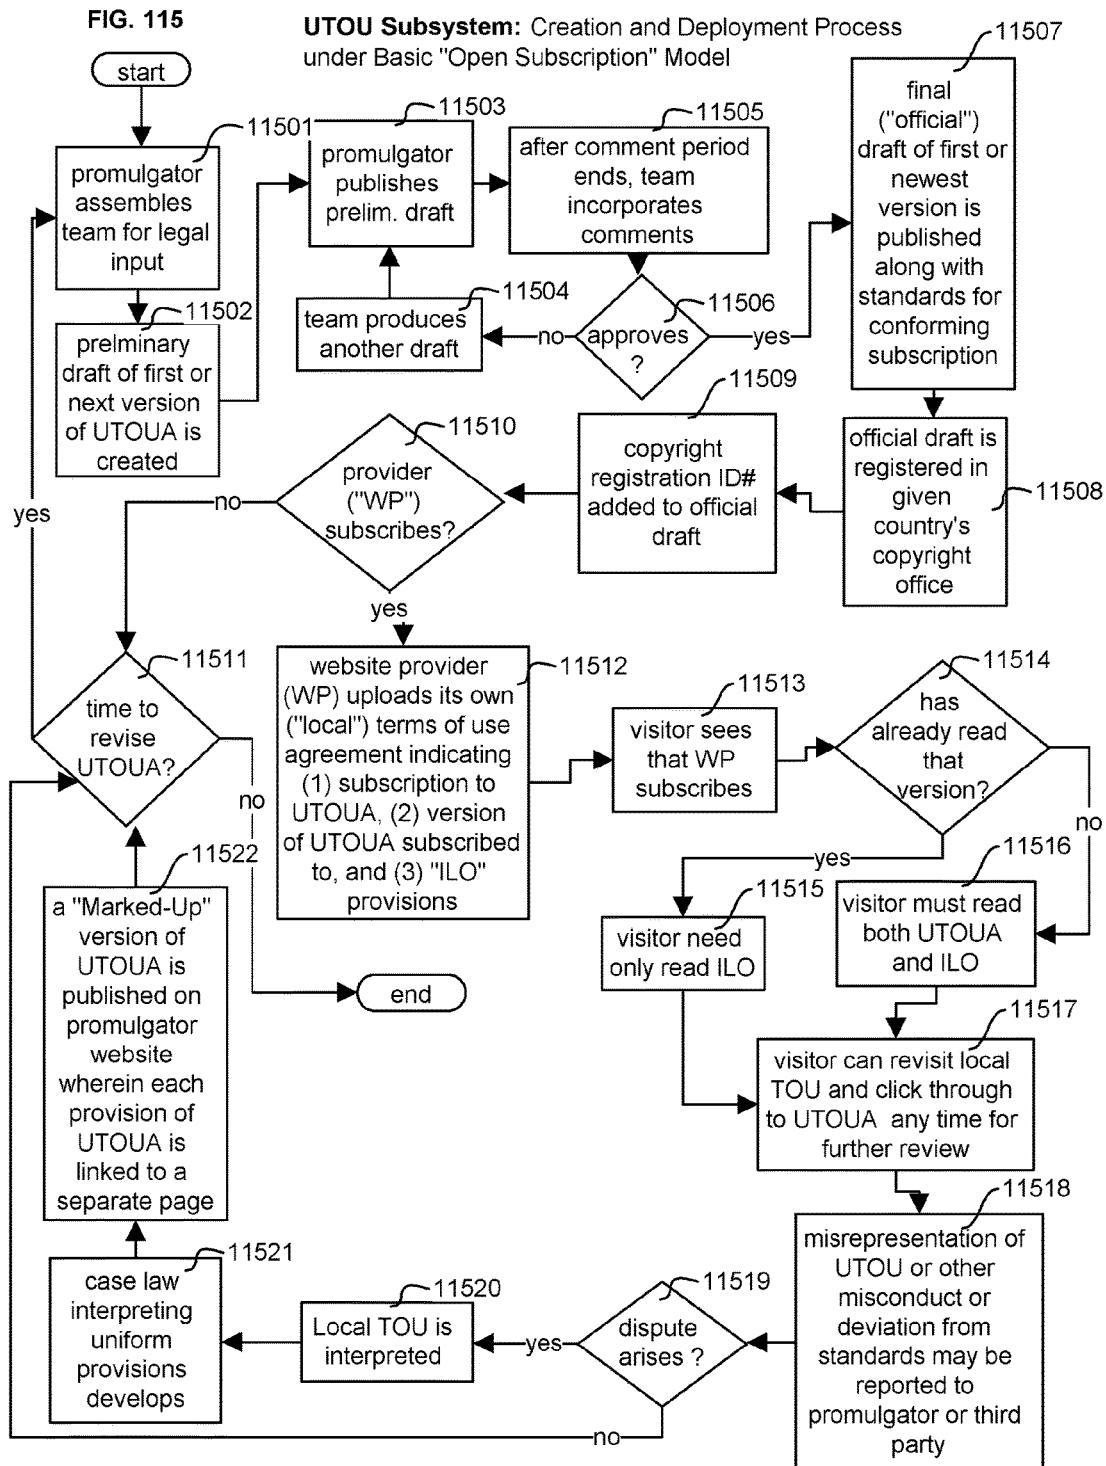 FIG. 115
UTOU Subsystem: Creation and Deployment Process
under Basic "Open Subscription" Model
start
11501
promulgator
assembles
team for legal
input
11502
prelminary
draft of first or
next version
of UTOUA is
created
11503
promulgator
publishes
prelim. draft
11504
team produces
another draft
11505
after comment period
ends, team
incorporates
comments
11506
approves
?
no
yes
11507
final
("official")
draft of first or
newest
version is
published
along with
standards for
conforming
subscription
11508
official draft is
registered in
given
country's
copyright
office
11509
copyright
registration ID#
added to official
draft
11510
provider
("WP")
subscribes?
no
yes
11511
time to
revise
UTOUA?
yes
no
end
11512
website provider
(WP) uploads its own
("local") terms of use
agreement indicating
(1) subscription to
UTOUA, (2) version
of UTOUA subscribed
to, and (3) "ILO"
provisions
11513
visitor sees
that WP
subscribes
11514
has
already read
that
version?
yes
no
11515
visitor need
only read ILO
11516
visitor must read
both UTOUA
and ILO
11517
visitor can revisit local
TOU and click through
to UTOUA any time for
further review
11518
misrepresentation of
UTOU or other
misconduct or
deviation from
standards may be
reported to
promulgator or third
party
11519
dispute
arises ?
yes
no
11520
Local TOU is
interpreted
11521
case law
interpreting
uniform
provisions
develops
11522
a "Marked-Up"
version of
UTOUA is
published on
promulgator
website
wherein each
provision of
UTOUA is
linked to a
separate page